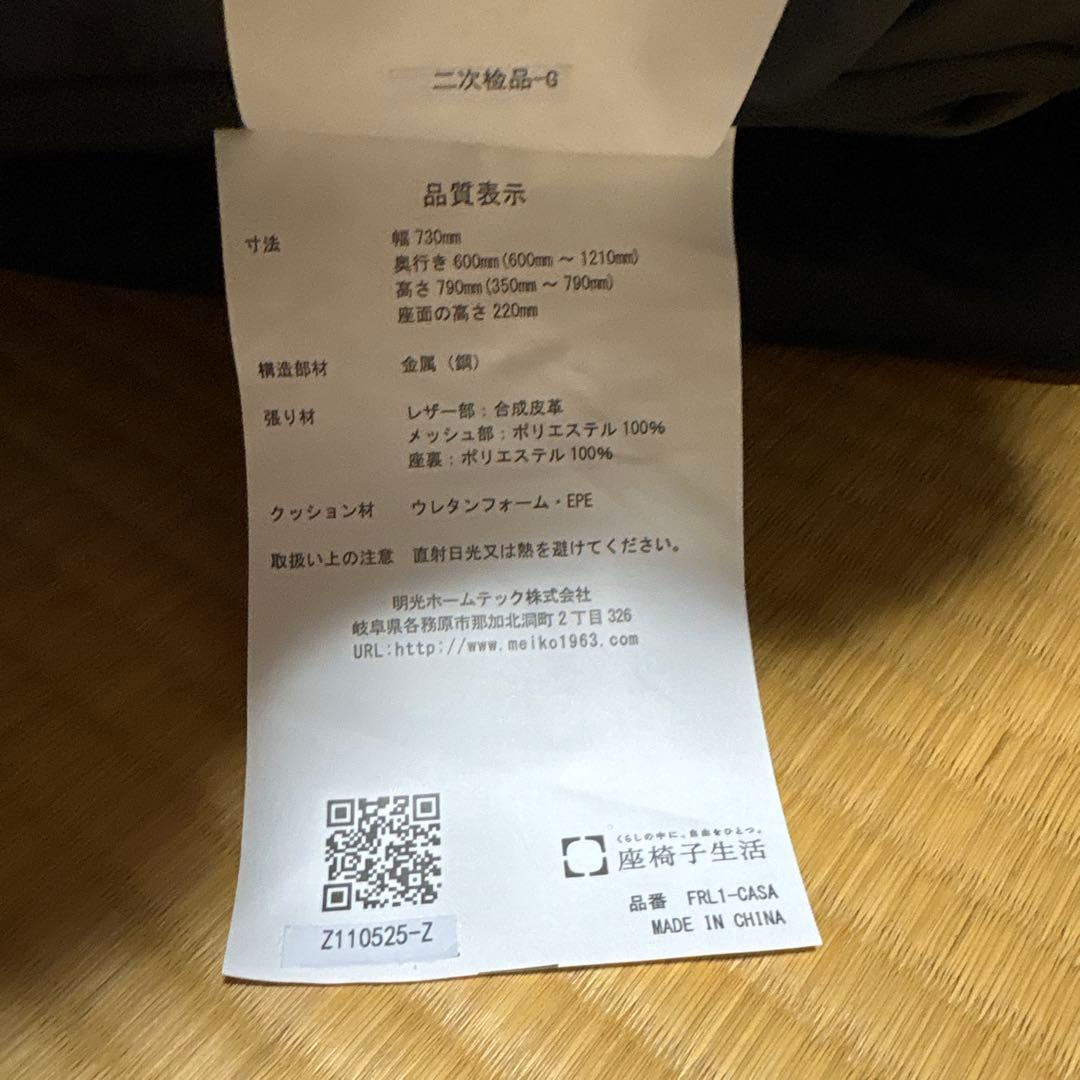 二次检品-G
品質表示
寸法 幅 730mm
奥行き 600mm(600mm ～ 1210mm)
高さ 790mm(350mm ～ 790mm)
座面の高さ 220mm
構造部材 金属（鋼）
張り材 レザー部：合成皮革
メッシュ部：ポリエステル 100%
座裏：ポリエステル 100%
クッション材 ウレタンフォーム・EPE
取扱い上の注意 直射日光又は熱を避けてください。
明光ホームテック株式会社
岐阜県各務原市那加北洞町２丁目 326
URL:http://www.meiko1963.com
くらしの中に、自由をひとつ。
座椅子生活
品番 FRL1-CASA
MADE IN CHINA
Z110525-Z